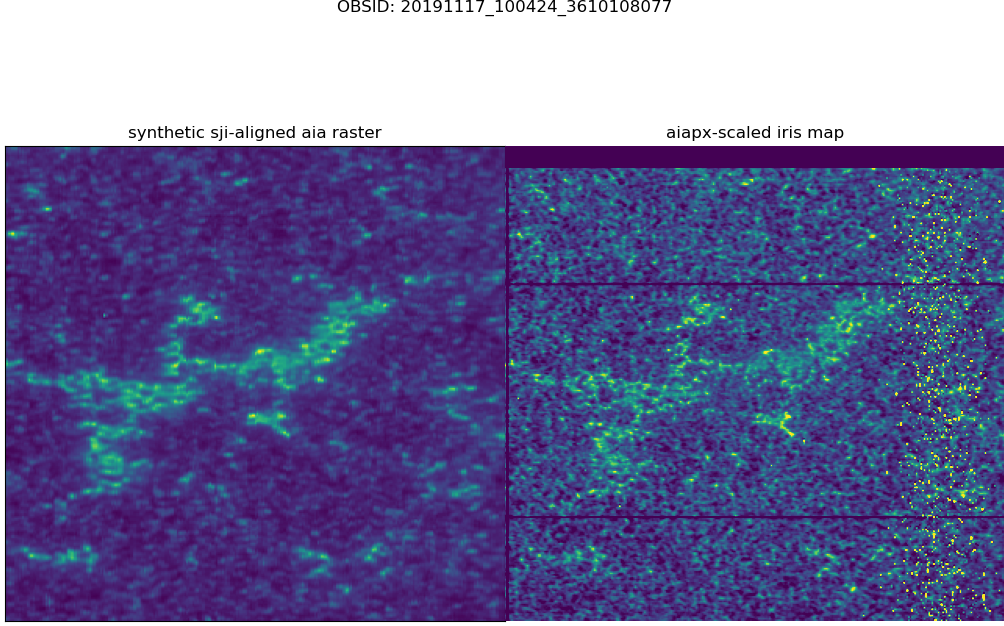 OBSID: 20191117_100424_3610108077
synthetic sji-aligned aia raster
aiapx-scaled iris map